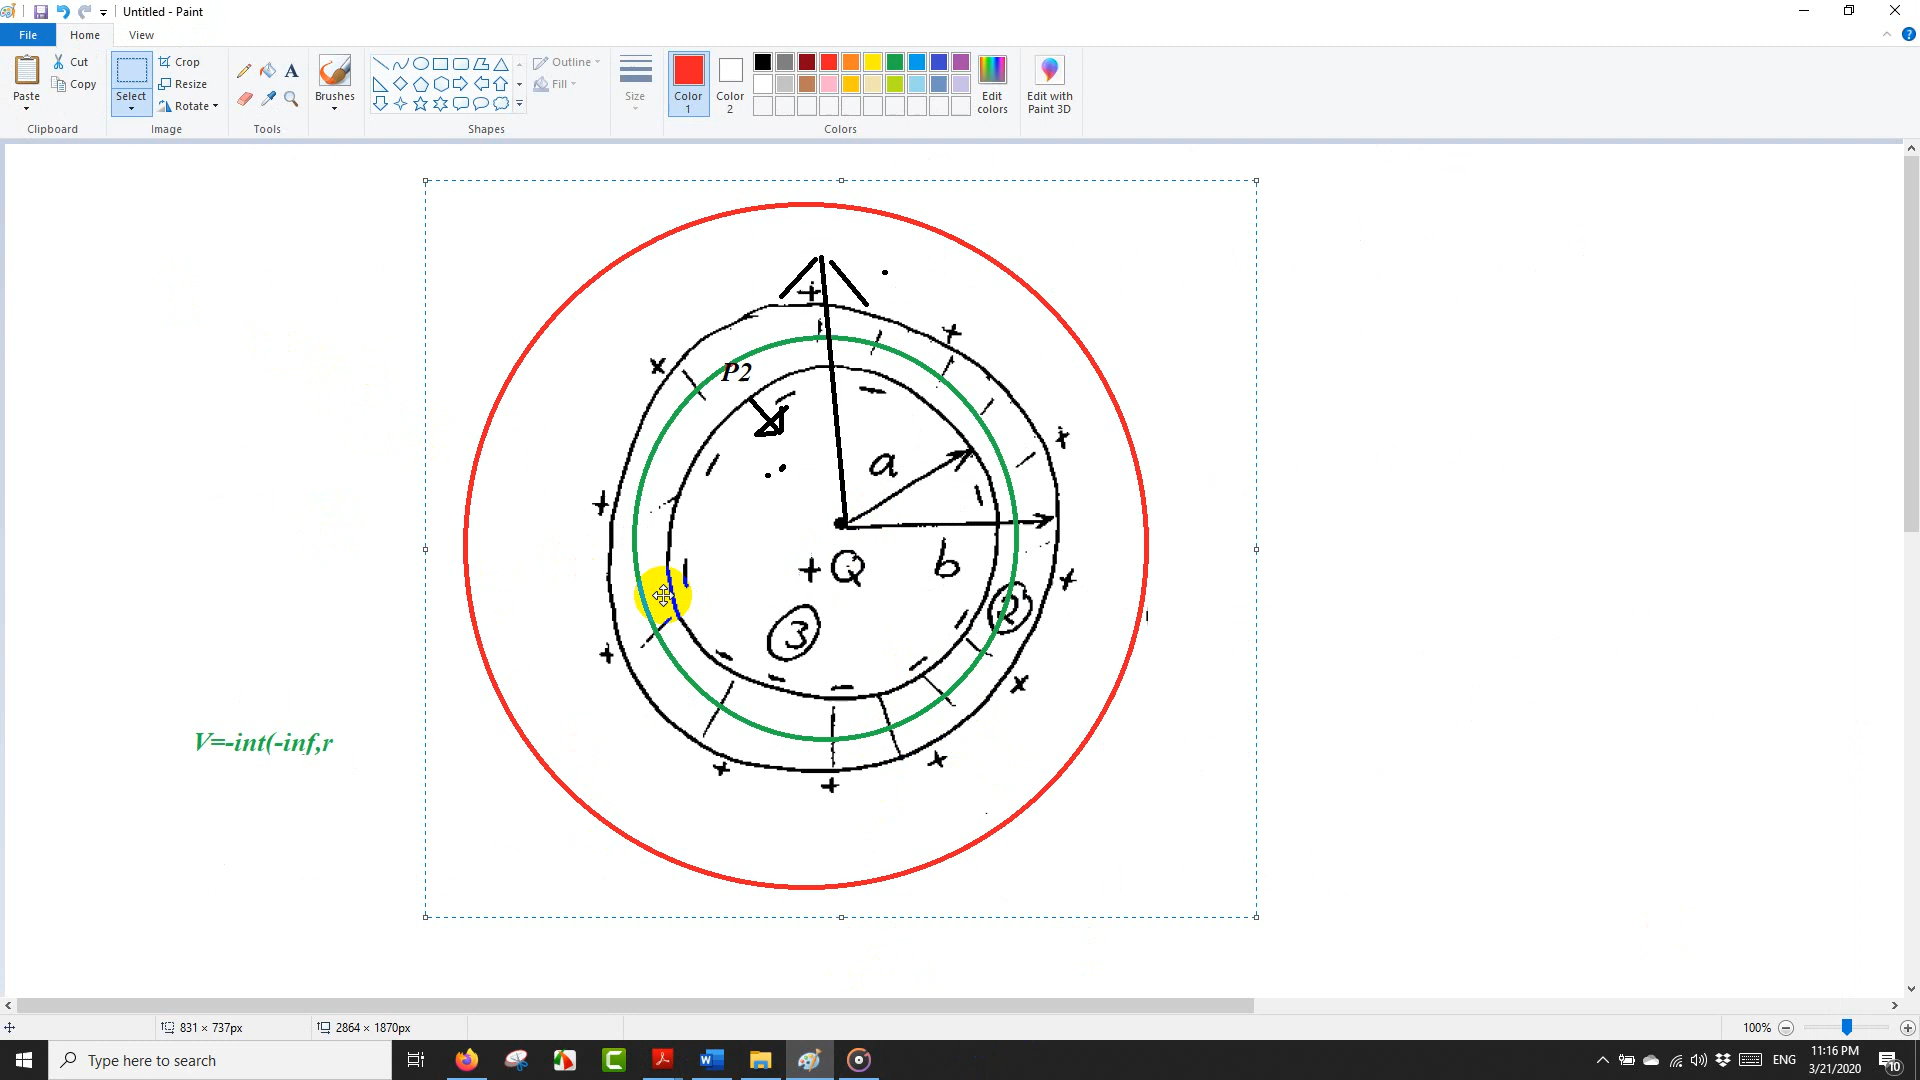 Untitled - Paint
File Home View
Paste Cut Copy Clipboard
Select Crop Resize Rotate Image
Tools
Brushes
Shapes
Outline
Fill
Size
Color 1
Color 2
Edit colors
Colors
Edit with Paint 3D
+
+
×
P2
+
a
+
+Q
b
+
2
3
+
×
+
+
+
V=-int(-inf,r
831 × 737px
2864 × 1870px
100%
Type here to search
ENG
11:16 PM
3/21/2020
10